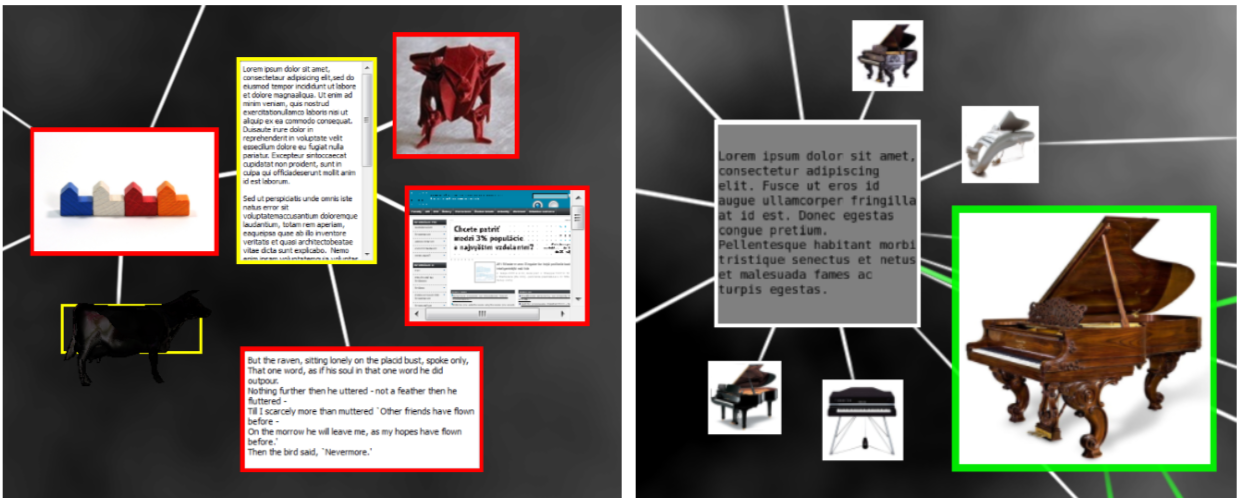 Lorem ipsum dolor sit amet,
consectetaur adipisicing elit,sed do
eiusmod tempor incididunt ut labore
et dolore magnaaliqua. Ut enim ad
minim veniam, quis nostrud
exercitationullamco laboris nisi ut
aliquip ex ea commodo consequat.
Duisaute irure dolor in
reprehenderit in voluptate velit
essecillum dolore eu fugiat nulla
pariatur. Excepteur sintoccaecat
cupidatat non proident, sunt in
culpa qui officiadeserunt mollit anim
id est laborum.
Sed ut perspiciatis unde omnis iste
natus error sit
voluptatemaccusantium doloremque
laudantium, totam rem aperiam,
eaqueipsa quae ab illo inventore
veritatis et quasi architectobeatae
vitae dicta sunt explicabo. Nemo
enim ipsam voluptatemquia voluptas
Chcete patriť
medzi 3% populácie
s najvyšším vzdelaním?
But the raven, sitting lonely on the placid bust, spoke only,
That one word, as if his soul in that one word he did
outpour.
Nothing further then he uttered - not a feather then he
fluttered -
Till I scarcely more than muttered `Other friends have flown
before -
On the morrow he will leave me, as my hopes have flown
before.'
Then the bird said, `Nevermore.'
Lorem ipsum dolor sit amet,
consectetur adipiscing
elit. Fusce ut eros id
augue ullamcorper fringilla
at id est. Donec egestas
congue pretium.
Pellentesque habitant morbi
tristique senectus et netus
et malesuada fames ac
turpis egestas.